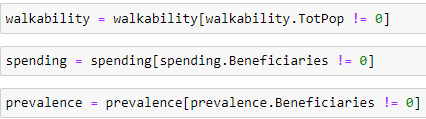 walkability = walkability[walkability.TotPop != 0]
spending = spending[spending.Beneficiaries != 0]
prevalence = prevalence[prevalence.Beneficiaries != 0]